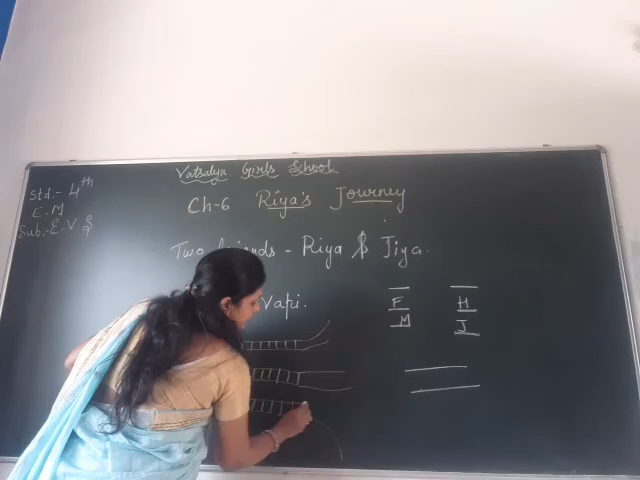 Vatsalya Girls School
Std:- 4th
E.M
Sub:- E.V.S
Ch-6 Riya's Journey
Two friends - Riya & Jiya.
Vapi.
F H
M J